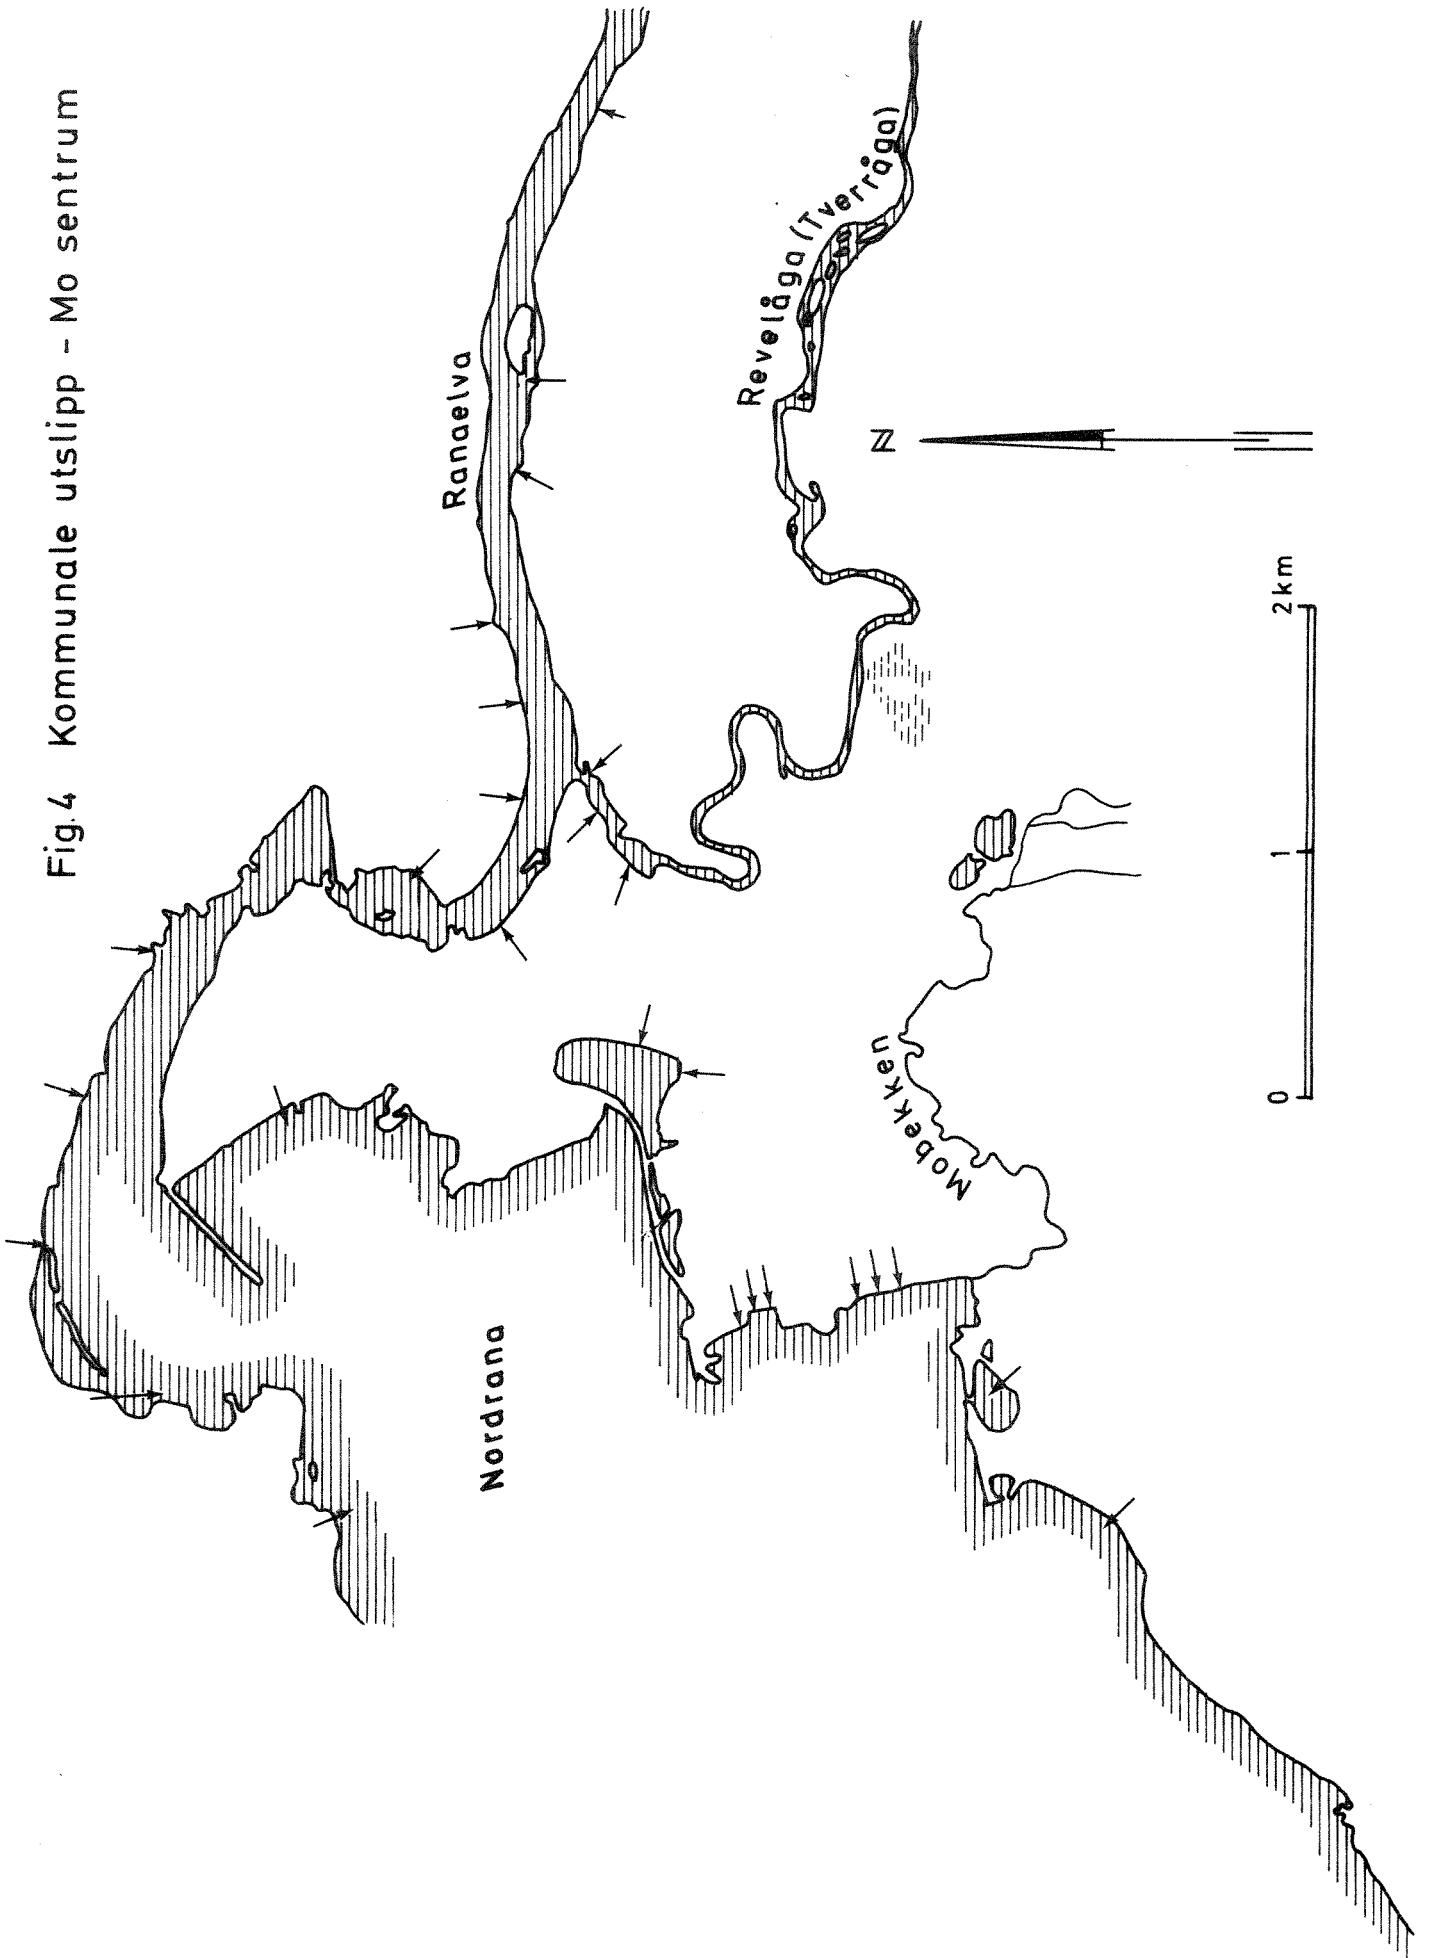 Fig.4 Kommunale utslipp - Mo sentrum
Ranaelva
Revelåga (Tverråga)
N
Nordrana
Mobekken
0 1 2km